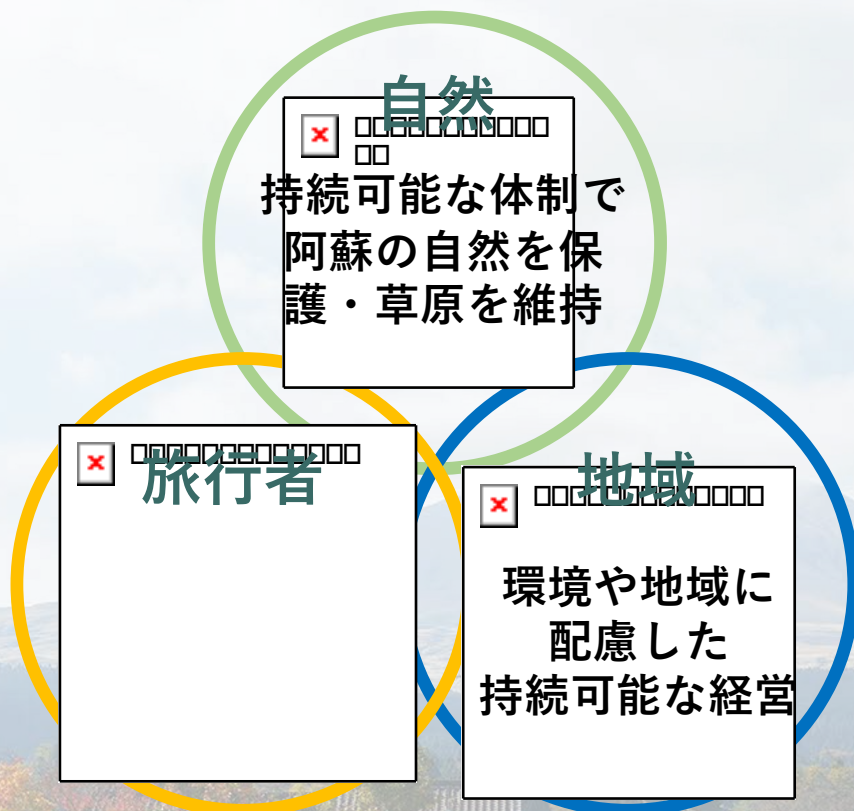 自然
持続可能な体制で
阿蘇の自然を保
護・草原を維持
旅行者
地域
環境や地域に
配慮した
持続可能な経営